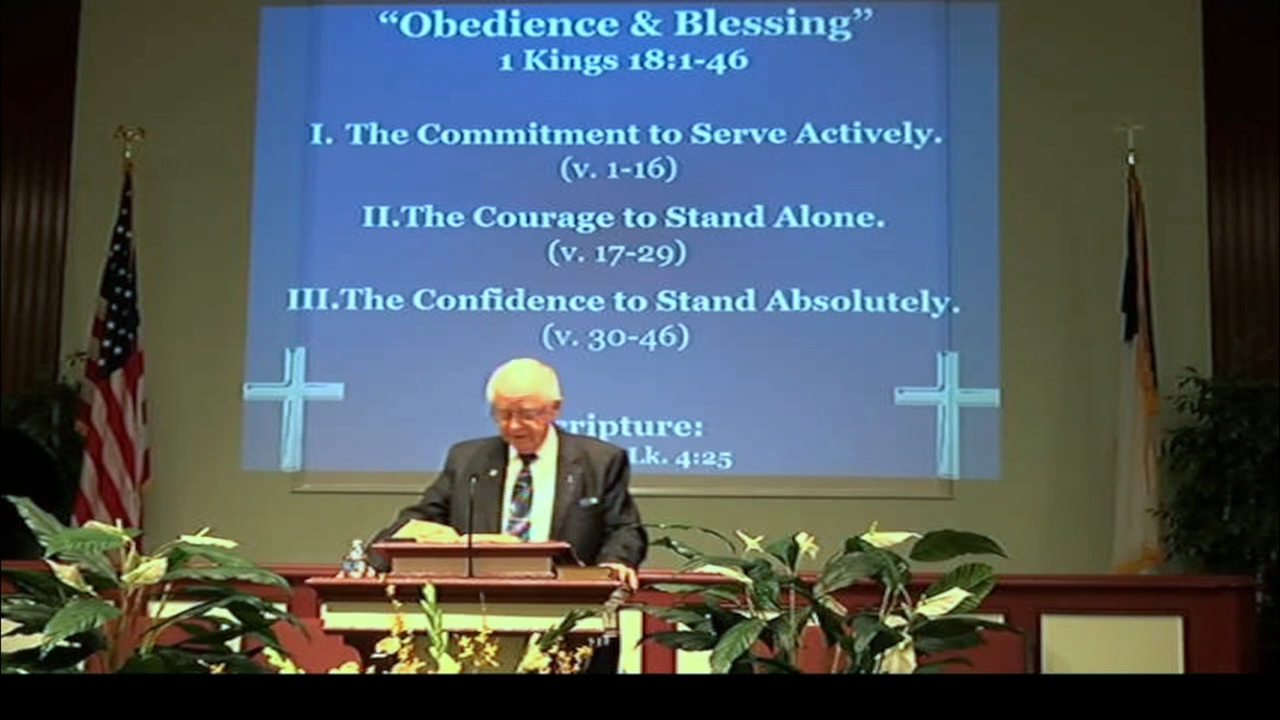 “Obedience & Blessing”
1 Kings 18:1-46
I. The Commitment to Serve Actively.
(v. 1-16)
II.The Courage to Stand Alone.
(v. 17-29)
III.The Confidence to Stand Absolutely.
(v. 30-46)
cripture:
Lk. 4:25